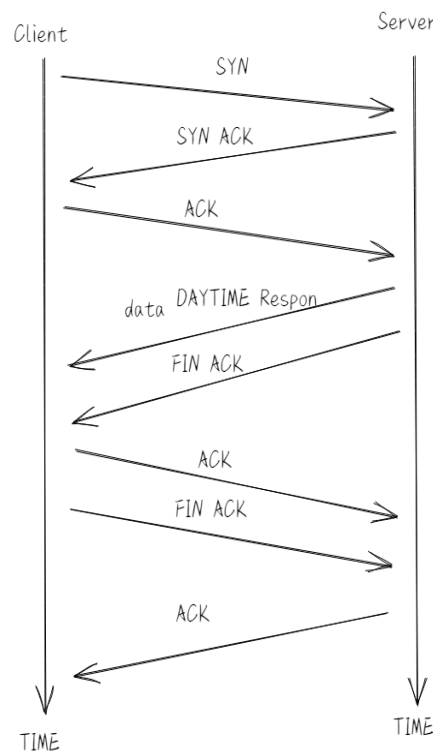 Client
Server
SYN
SYN ACK
ACK
data DAYTIME Respon
FIN ACK
ACK
FIN ACK
ACK
TIME
TIME